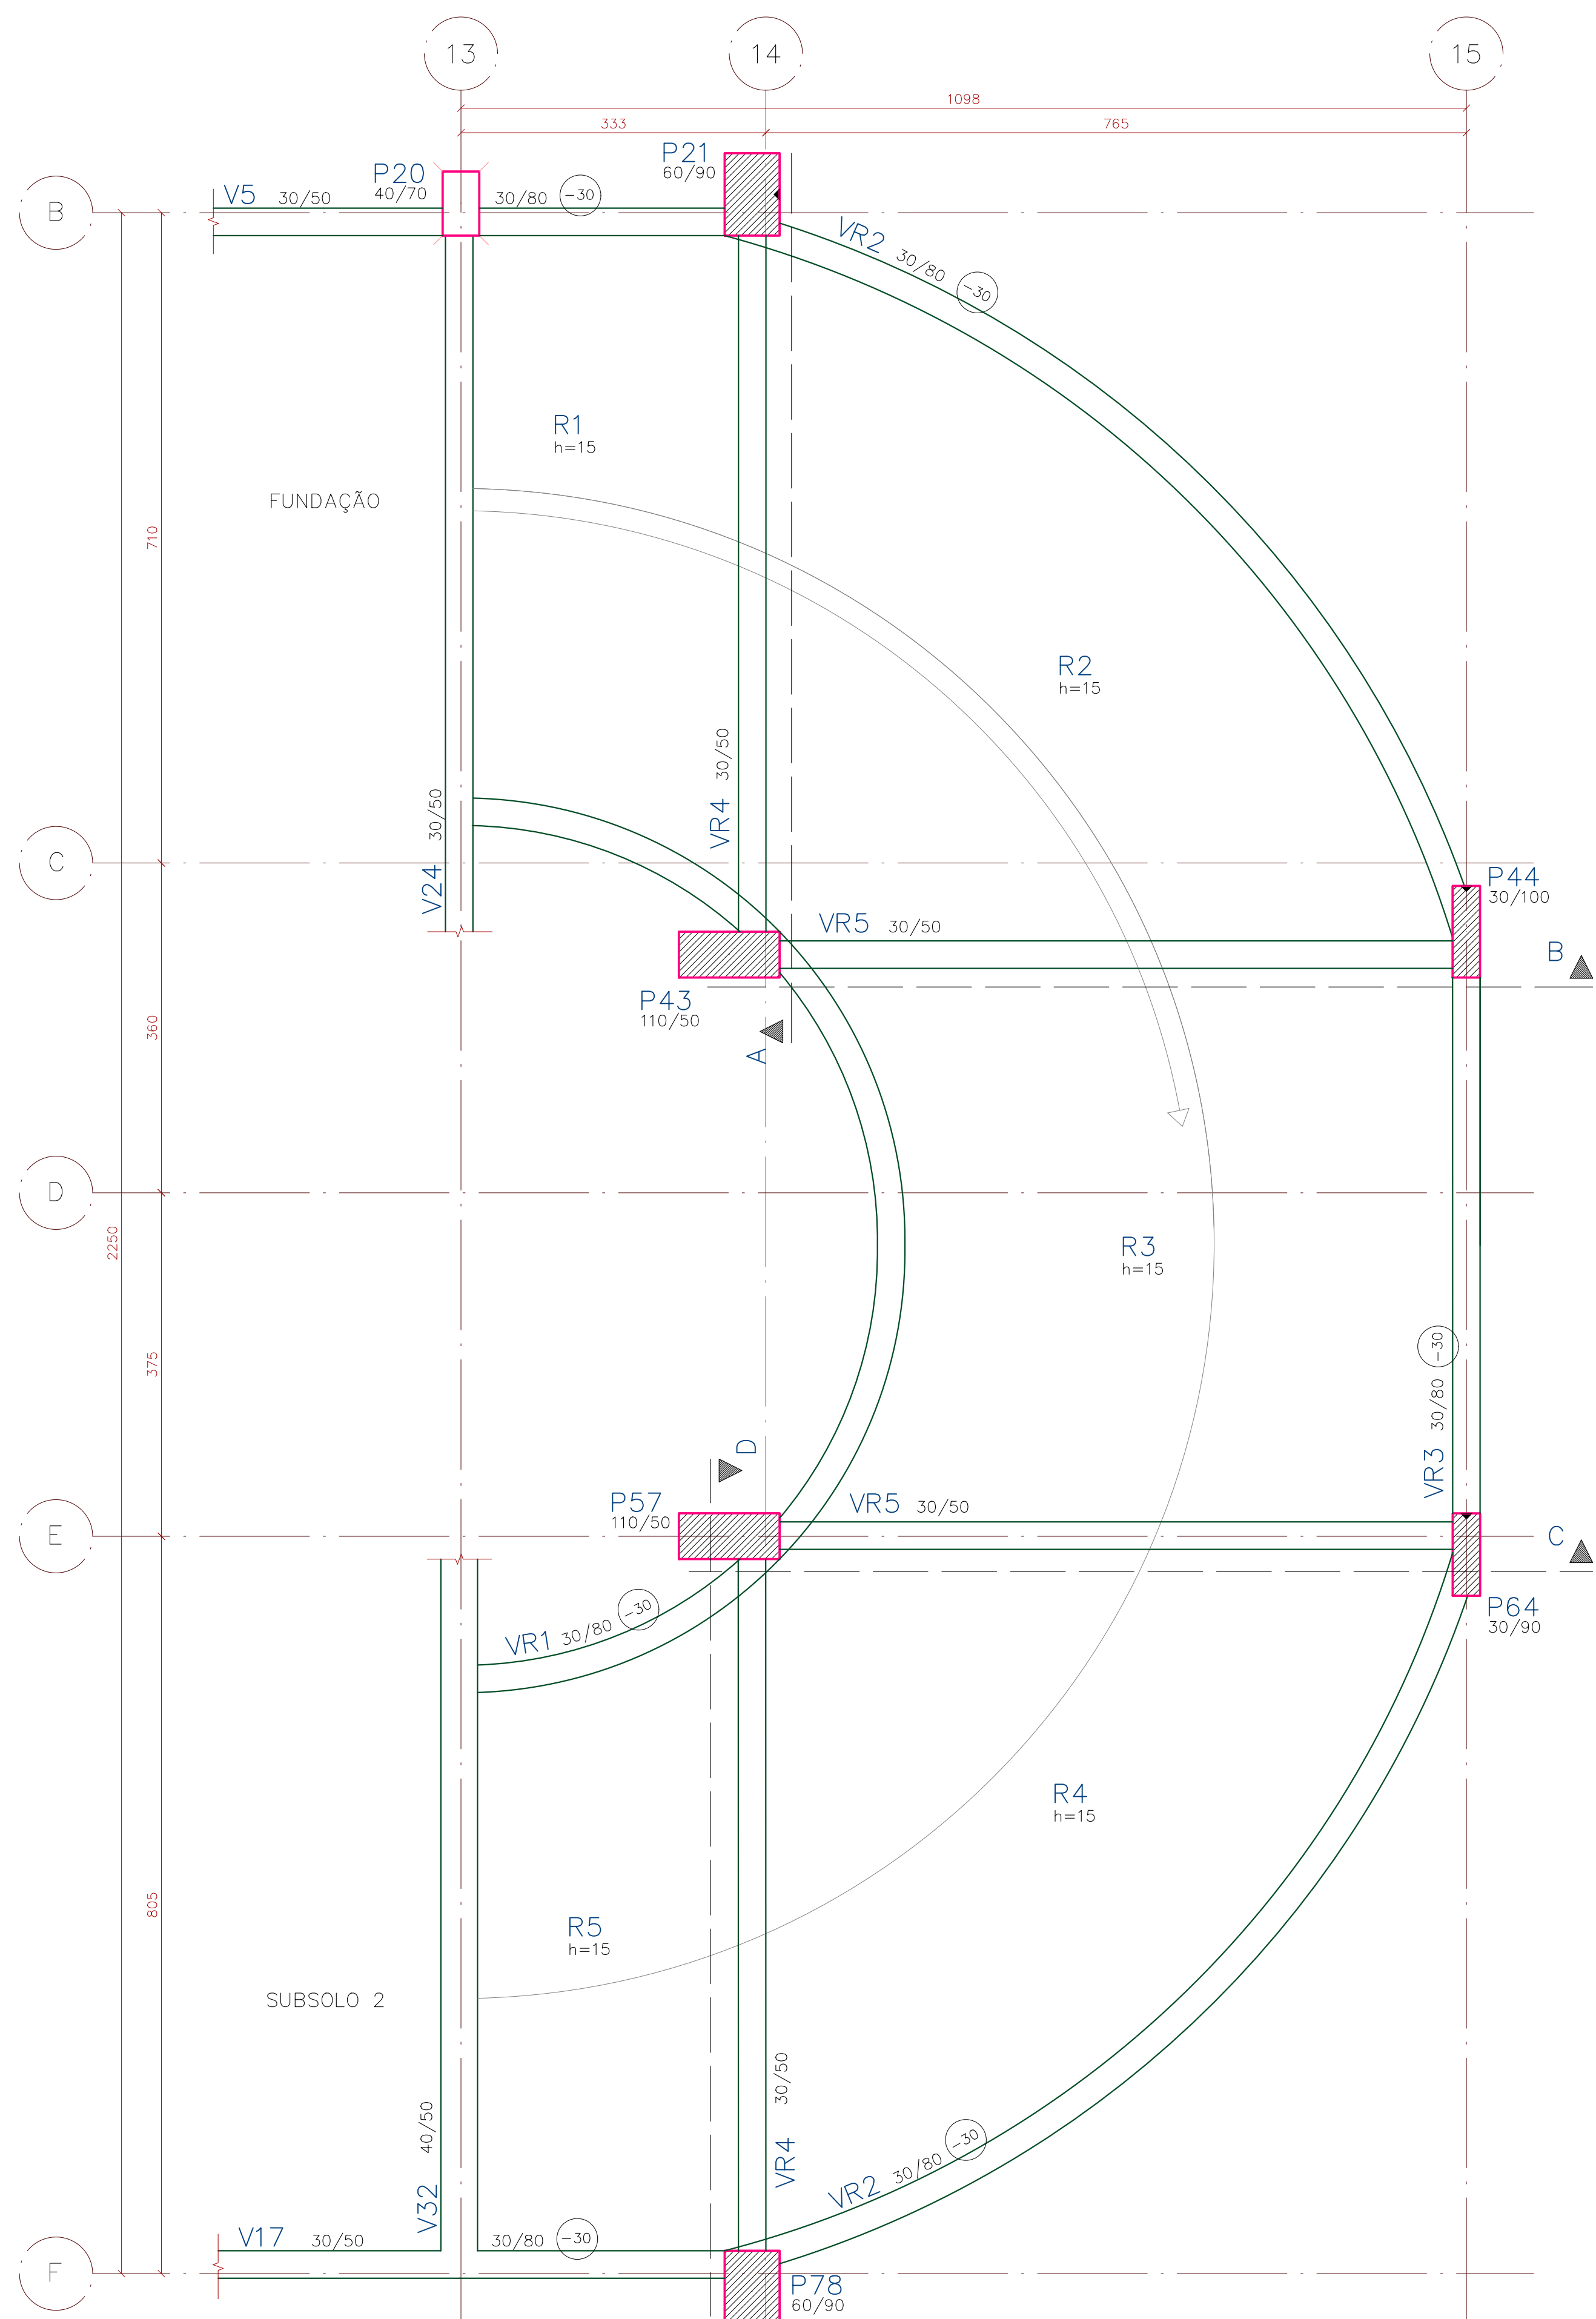 13
14
15
1098
333
765
P21
60/90
P20
40/70
V5
30/50
30/80
-30
B
VR2
30/80
-30
R1
h=15
FUNDAÇÃO
710
R2
h=15
30/50
VR4
30/50
V24
C
P44
30/100
VR5
30/50
B
P43
110/50
A
360
D
2250
R3
h=15
375
-30
30/80
VR3
D
P57
110/50
VR5
30/50
E
C
P64
30/90
VR1
30/80
-30
R4
h=15
805
R5
h=15
SUBSOLO 2
30/50
VR4
40/50
V32
VR2
30/80
-30
V17
30/50
30/80
-30
F
P78
60/90